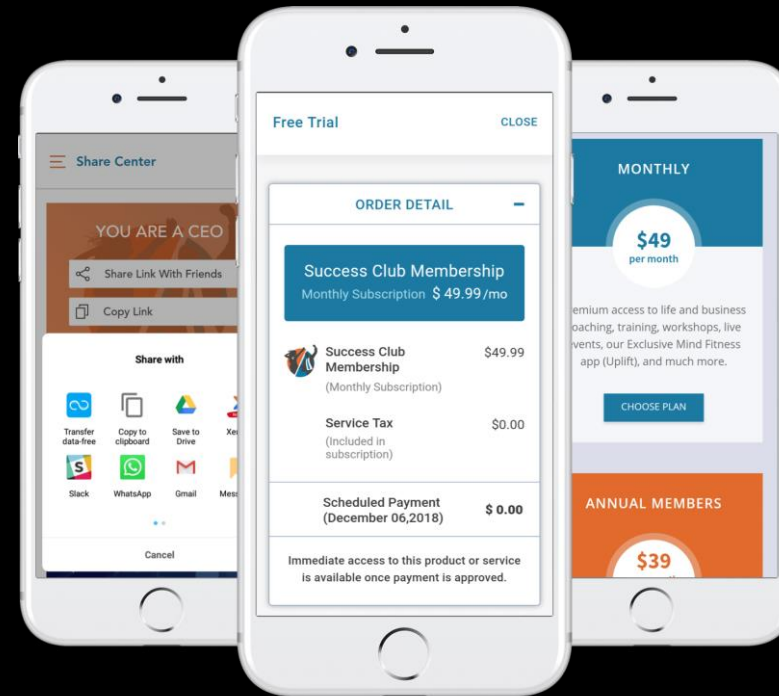 Share Center
YOU ARE A CEO
Share Link With Friends
Copy Link
Share with
Transfer
data-free
Copy to
clipboard
Save to
Drive
Slack
WhatsApp
Gmail
Cancel
Free Trial
CLOSE
ORDER DETAIL
Success Club Membership
Monthly Subscription $ 49.99/mo
Success Club
Membership
$49.99
(Monthly Subscription)
Service Tax
$0.00
(Included in
subscription)
Scheduled Payment
(December 06,2018)
$ 0.00
Immediate access to this product or service
is available once payment is approved.
MONTHLY
$49
per month
access to life and business
training, workshops, live
our Exclusive Mind Fitness
app (Uplift), and much more.
CHOOSE PLAN
ANNUAL MEMBERS
$39